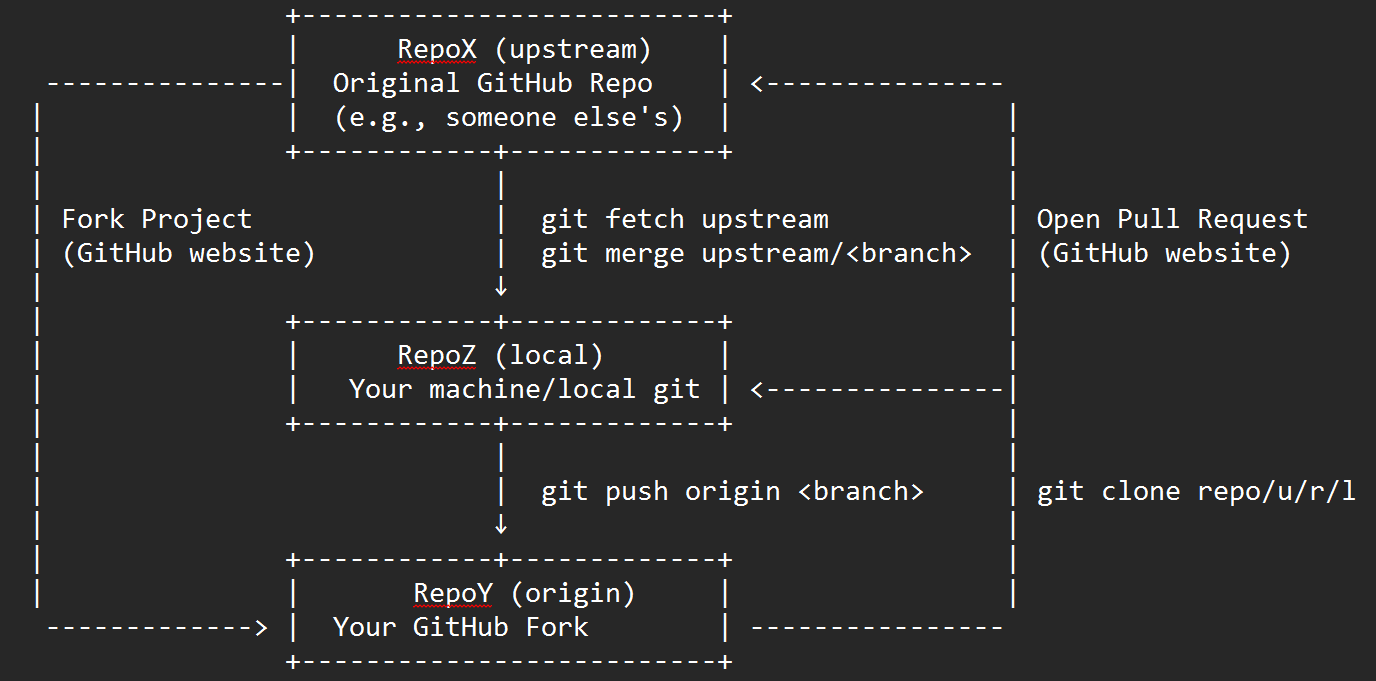 +--------------------------+
|      RepoX (upstream)    |
---------------|  Original GitHub Repo    | <---------------
|               |  (e.g., someone else's)  |                 |
|               +------------+-------------+                 |
|                            |                               |
| Fork Project               |  git fetch upstream           | Open Pull Request
| (GitHub website)           |  git merge upstream/<branch>  | (GitHub website)
|                            ↓                               |
|               +------------+-------------+                 |
|               |      RepoZ (local)       |                 |
|               |   Your machine/local git | <---------------|
|               +------------+-------------+                 |
|                            |                               |
|                            |  git push origin <branch>     | git clone repo/u/r/l
|                            ↓                               |
|               +------------+-------------+                 |
|               |       RepoY (origin)     |                 |
-------------> |  Your GitHub Fork        | ----------------
+--------------------------+